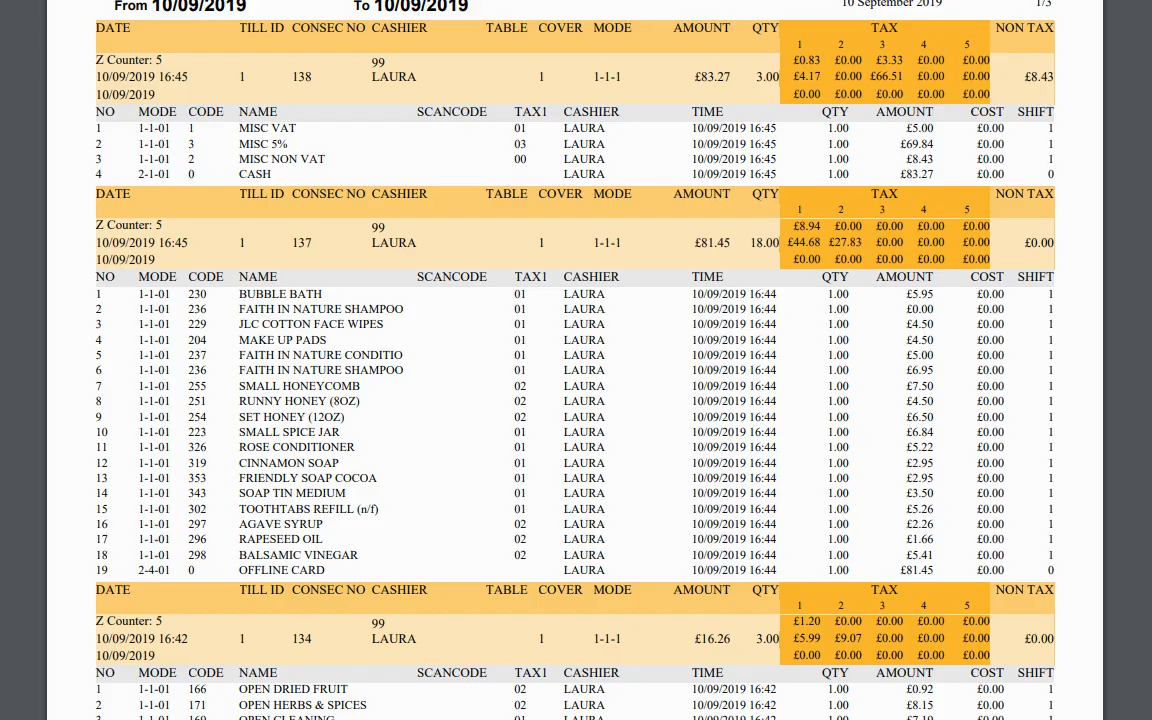 From 10/09/2019 To 10/09/2019 10 September 2019 1/3
DATE TILL ID CONSEC NO CASHIER TABLE COVER MODE AMOUNT QTY TAX NON TAX
1 2 3 4 5
Z Counter: 5 99 £0.83 £0.00 £3.33 £0.00 £0.00
10/09/2019 16:45 1 138 LAURA 1 1-1-1 £83.27 3.00 £4.17 £0.00 £66.51 £0.00 £0.00 £8.43
10/09/2019 £0.00 £0.00 £0.00 £0.00 £0.00
NO MODE CODE NAME SCANCODE TAX1 CASHIER TIME QTY AMOUNT COST SHIFT
1 1-1-01 1 MISC VAT 01 LAURA 10/09/2019 16:45 1.00 £5.00 £0.00 1
2 1-1-01 3 MISC 5% 03 LAURA 10/09/2019 16:45 1.00 £69.84 £0.00 1
3 1-1-01 2 MISC NON VAT 00 LAURA 10/09/2019 16:45 1.00 £8.43 £0.00 1
4 2-1-01 0 CASH LAURA 10/09/2019 16:45 1.00 £83.27 £0.00 0
DATE TILL ID CONSEC NO CASHIER TABLE COVER MODE AMOUNT QTY TAX NON TAX
1 2 3 4 5
Z Counter: 5 99 £8.94 £0.00 £0.00 £0.00 £0.00
10/09/2019 16:45 1 137 LAURA 1 1-1-1 £81.45 18.00 £44.68 £27.83 £0.00 £0.00 £0.00 £0.00
10/09/2019 £0.00 £0.00 £0.00 £0.00 £0.00
NO MODE CODE NAME SCANCODE TAX1 CASHIER TIME QTY AMOUNT COST SHIFT
1 1-1-01 230 BUBBLE BATH 01 LAURA 10/09/2019 16:44 1.00 £5.95 £0.00 1
2 1-1-01 236 FAITH IN NATURE SHAMPOO 01 LAURA 10/09/2019 16:44 1.00 £0.00 £0.00 1
3 1-1-01 229 JLC COTTON FACE WIPES 01 LAURA 10/09/2019 16:44 1.00 £4.50 £0.00 1
4 1-1-01 204 MAKE UP PADS 01 LAURA 10/09/2019 16:44 1.00 £4.50 £0.00 1
5 1-1-01 237 FAITH IN NATURE CONDITIO 01 LAURA 10/09/2019 16:44 1.00 £5.00 £0.00 1
6 1-1-01 236 FAITH IN NATURE SHAMPOO 01 LAURA 10/09/2019 16:44 1.00 £6.95 £0.00 1
7 1-1-01 255 SMALL HONEYCOMB 02 LAURA 10/09/2019 16:44 1.00 £7.50 £0.00 1
8 1-1-01 251 RUNNY HONEY (8OZ) 02 LAURA 10/09/2019 16:44 1.00 £4.50 £0.00 1
9 1-1-01 254 SET HONEY (12OZ) 02 LAURA 10/09/2019 16:44 1.00 £6.50 £0.00 1
10 1-1-01 223 SMALL SPICE JAR 01 LAURA 10/09/2019 16:44 1.00 £6.84 £0.00 1
11 1-1-01 326 ROSE CONDITIONER 01 LAURA 10/09/2019 16:44 1.00 £5.22 £0.00 1
12 1-1-01 319 CINNAMON SOAP 01 LAURA 10/09/2019 16:44 1.00 £2.95 £0.00 1
13 1-1-01 353 FRIENDLY SOAP COCOA 01 LAURA 10/09/2019 16:44 1.00 £2.95 £0.00 1
14 1-1-01 343 SOAP TIN MEDIUM 01 LAURA 10/09/2019 16:44 1.00 £3.50 £0.00 1
15 1-1-01 302 TOOTHTABS REFILL (n/f) 01 LAURA 10/09/2019 16:44 1.00 £5.26 £0.00 1
16 1-1-01 297 AGAVE SYRUP 02 LAURA 10/09/2019 16:44 1.00 £2.26 £0.00 1
17 1-1-01 296 RAPESEED OIL 02 LAURA 10/09/2019 16:44 1.00 £1.66 £0.00 1
18 1-1-01 298 BALSAMIC VINEGAR 02 LAURA 10/09/2019 16:44 1.00 £5.41 £0.00 1
19 2-4-01 0 OFFLINE CARD LAURA 10/09/2019 16:44 1.00 £81.45 £0.00 0
DATE TILL ID CONSEC NO CASHIER TABLE COVER MODE AMOUNT QTY TAX NON TAX
1 2 3 4 5
Z Counter: 5 99 £1.20 £0.00 £0.00 £0.00 £0.00
10/09/2019 16:42 1 134 LAURA 1 1-1-1 £16.26 3.00 £5.99 £9.07 £0.00 £0.00 £0.00 £0.00
10/09/2019 £0.00 £0.00 £0.00 £0.00 £0.00
NO MODE CODE NAME SCANCODE TAX1 CASHIER TIME QTY AMOUNT COST SHIFT
1 1-1-01 166 OPEN DRIED FRUIT 02 LAURA 10/09/2019 16:42 1.00 £0.92 £0.00 1
2 1-1-01 171 OPEN HERBS & SPICES 02 LAURA 10/09/2019 16:42 1.00 £8.15 £0.00 1
3 1-1-01 169 OPEN CLEANING 01 LAURA 10/09/2019 16:42 1.00 £7.19 £0.00 1